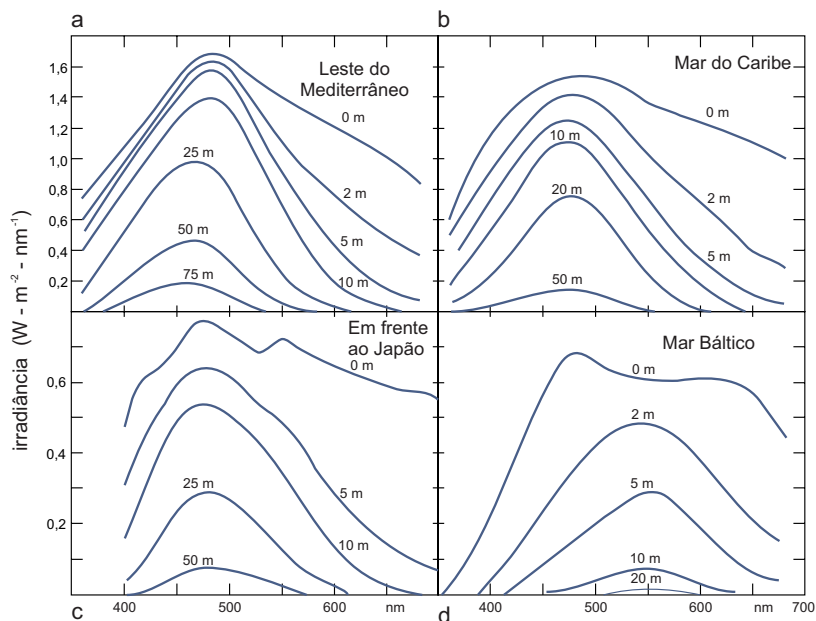 a
b
irradiância (W - m-2 - nm-1)
1,6
1,4
1,2
1,0
0,8
0,6
0,4
0,2
Leste do
Mediterrâneo
0 m
2 m
5 m
10 m
25 m
50 m
75 m
Mar do Caribe
0 m
2 m
5 m
10 m
20 m
50 m
0,6
0,4
0,2
Em frente
ao Japão
0 m
5 m
10 m
25 m
50 m
Mar Báltico
0 m
2 m
5 m
10 m
20 m
400 500 600 nm
400 500 600 nm 700
c
d